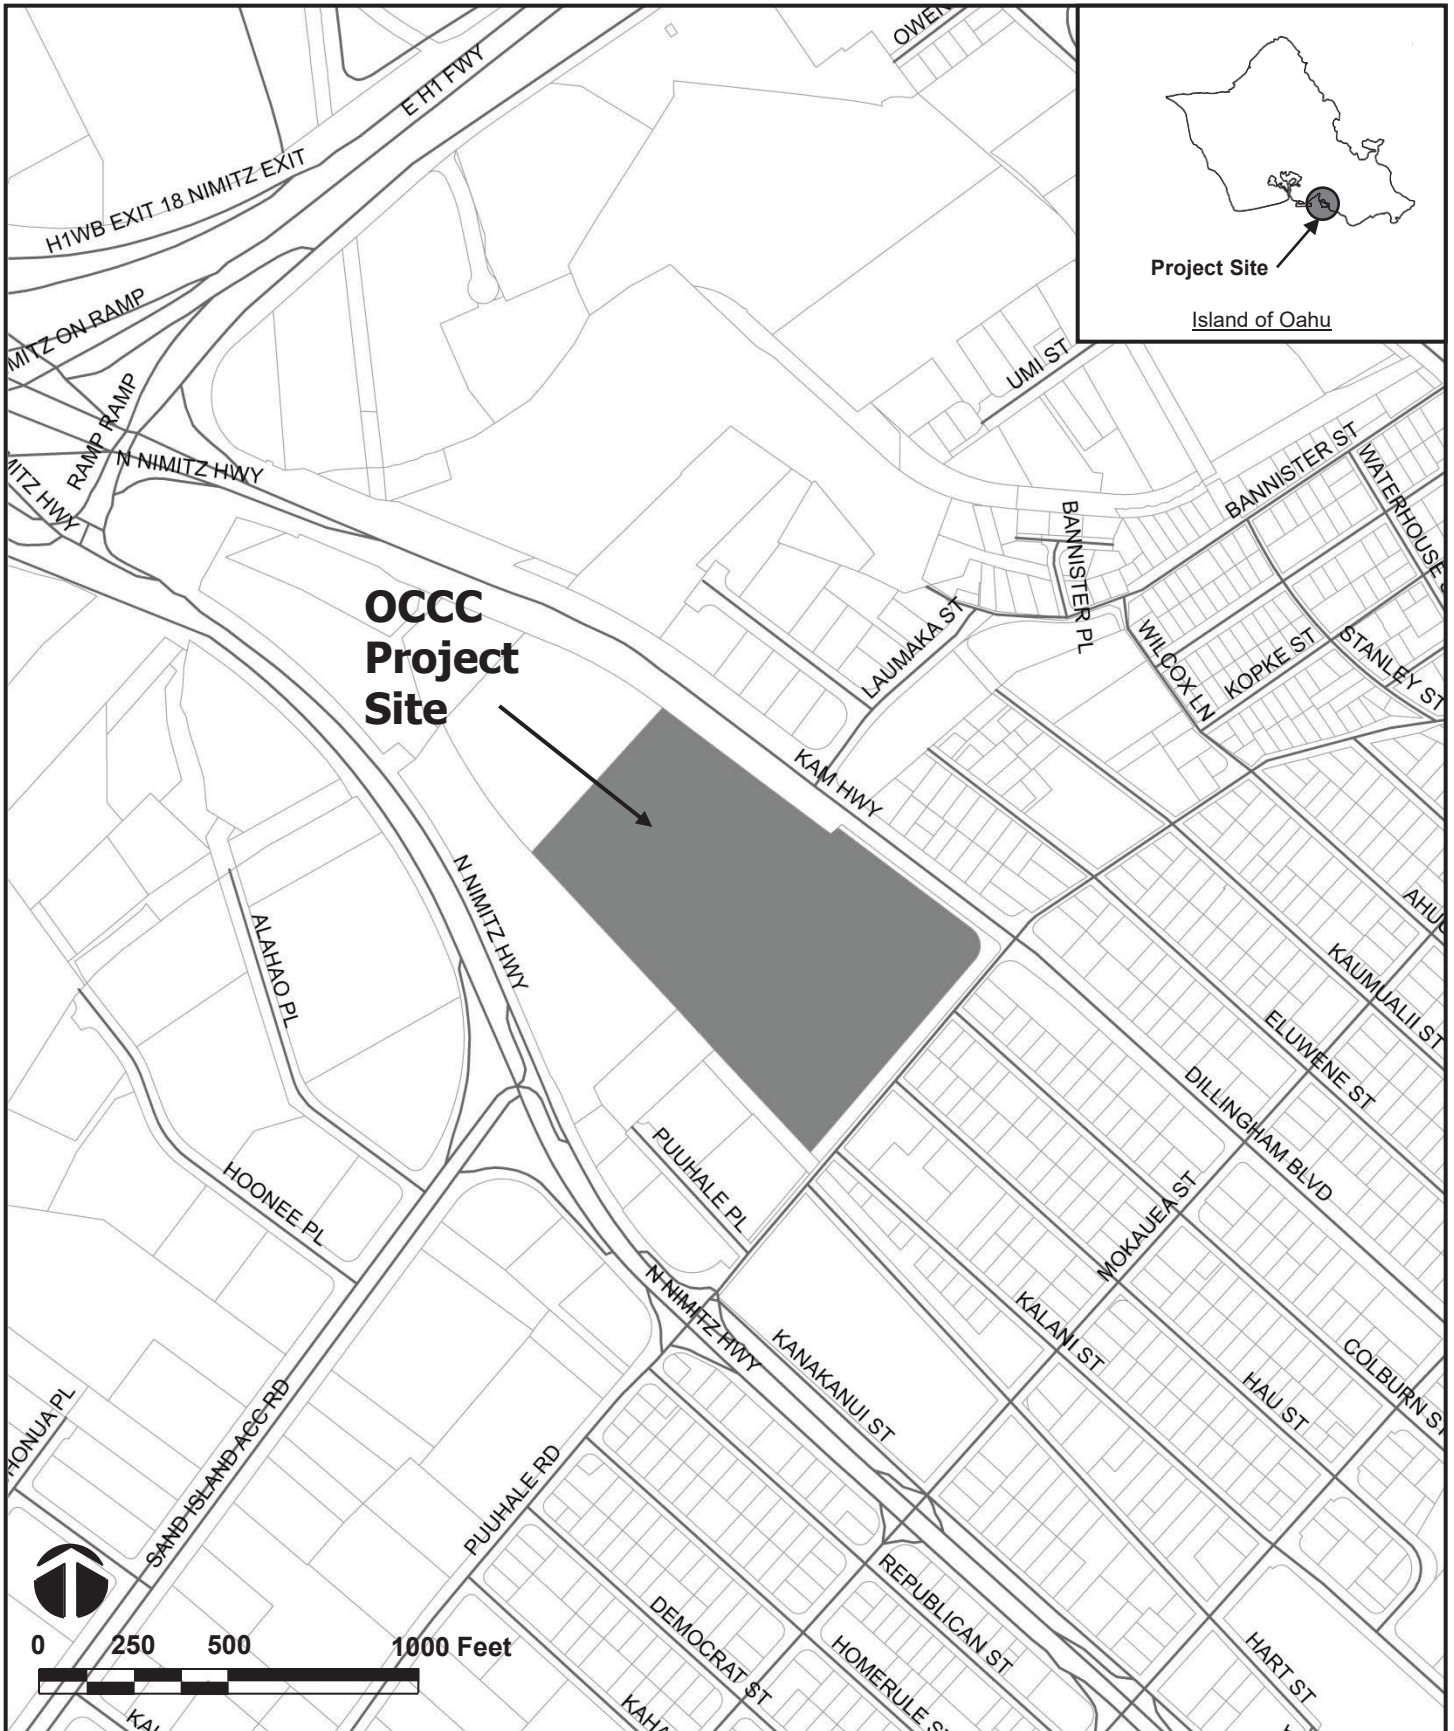 OWEN
E H1 FWY
H1WB EXIT 18 NIMITZ EXIT
Project Site
Island of Oahu
MITZ ON RAMP
UMI ST
RAMP RAMP
N NIMITZ HWY
MITZ HWY
BANNISTER ST
WATERHOUSE S
BANNISTER PL
OCCC
Project
Site
LAUMAKA ST
WILCOX LN
KOPKE ST
STANLEY ST
KAM HWY
N NIMITZ HWY
ALAHAO PL
AHU
KAUMUALII ST
ELUWENE ST
DILLINGHAM BLVD
PUUHALE PL
HOONEE PL
MOKAUEA ST
N NIMITZ HWY
KALANI ST
KANAKANUI ST
COLBURN ST
HAU ST
HONUA PL
SAND ISLAND ACC RD
PUUHALE RD
REPUBLICAN ST
DEMOCRAT ST
HOMERULE S
HART ST
KAHA
KAL
0 250 500 1000 Feet